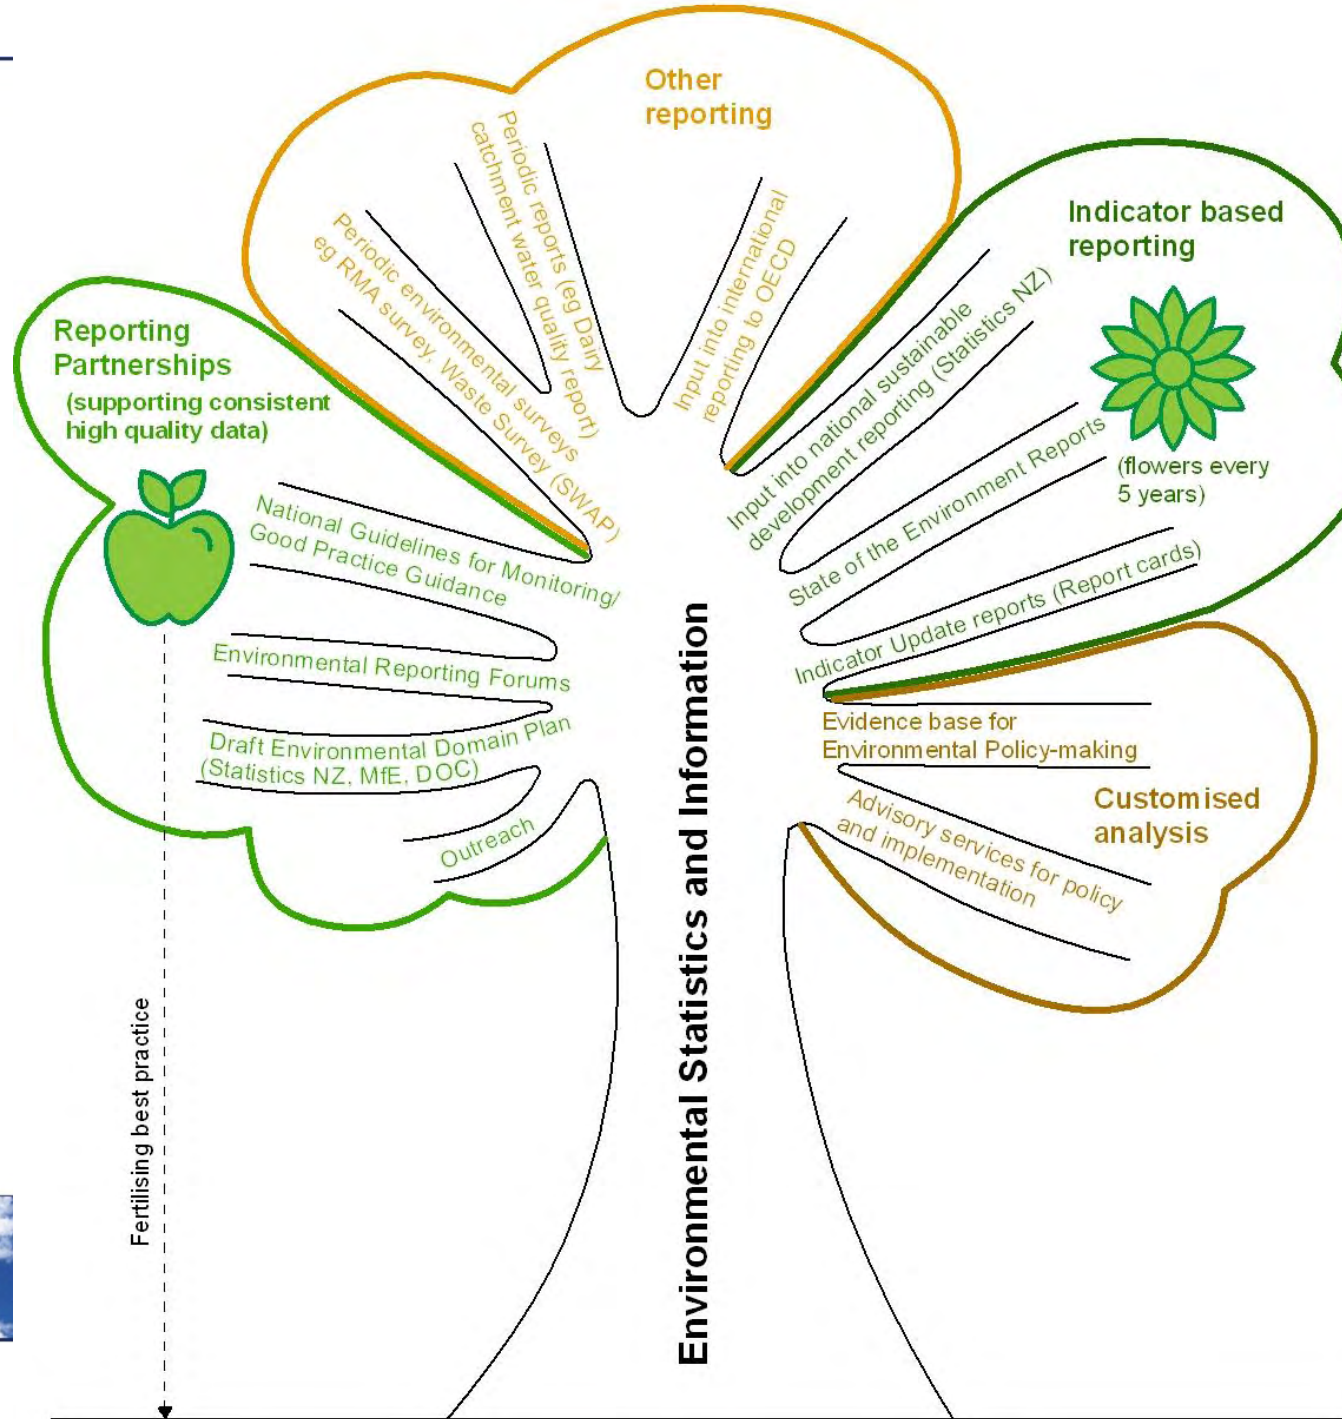 Other
reporting
Periodic reports (eg Dairy
catchment water quality report)
Periodic environmental surveys
eg RMA survey, Waste Survey (SWAP)
Input into international
reporting to OECD
Indicator based
reporting
Input into national sustainable
development reporting (Statistics NZ)
State of the Environment Reports
(flowers every
5 years)
Indicator Update reports (Report cards)
Reporting
Partnerships
(supporting consistent
high quality data)
National Guidelines for Monitoring/
Good Practice Guidance
Environmental Reporting Forums
Draft Environmental Domain Plan
(Statistics NZ, MfE, DOC)
Outreach
Evidence base for
Environmental Policy-making
Customised
analysis
Advisory services for policy
and implementation
Environmental Statistics and Information
Fertilising best practice